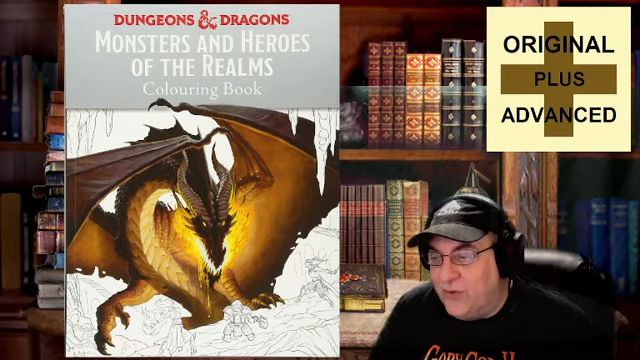 DUNGEONS & DRAGONS
MONSTERS AND HEROES
OF THE REALMS
Colouring Book
ORIGINAL
PLUS
ADVANCED